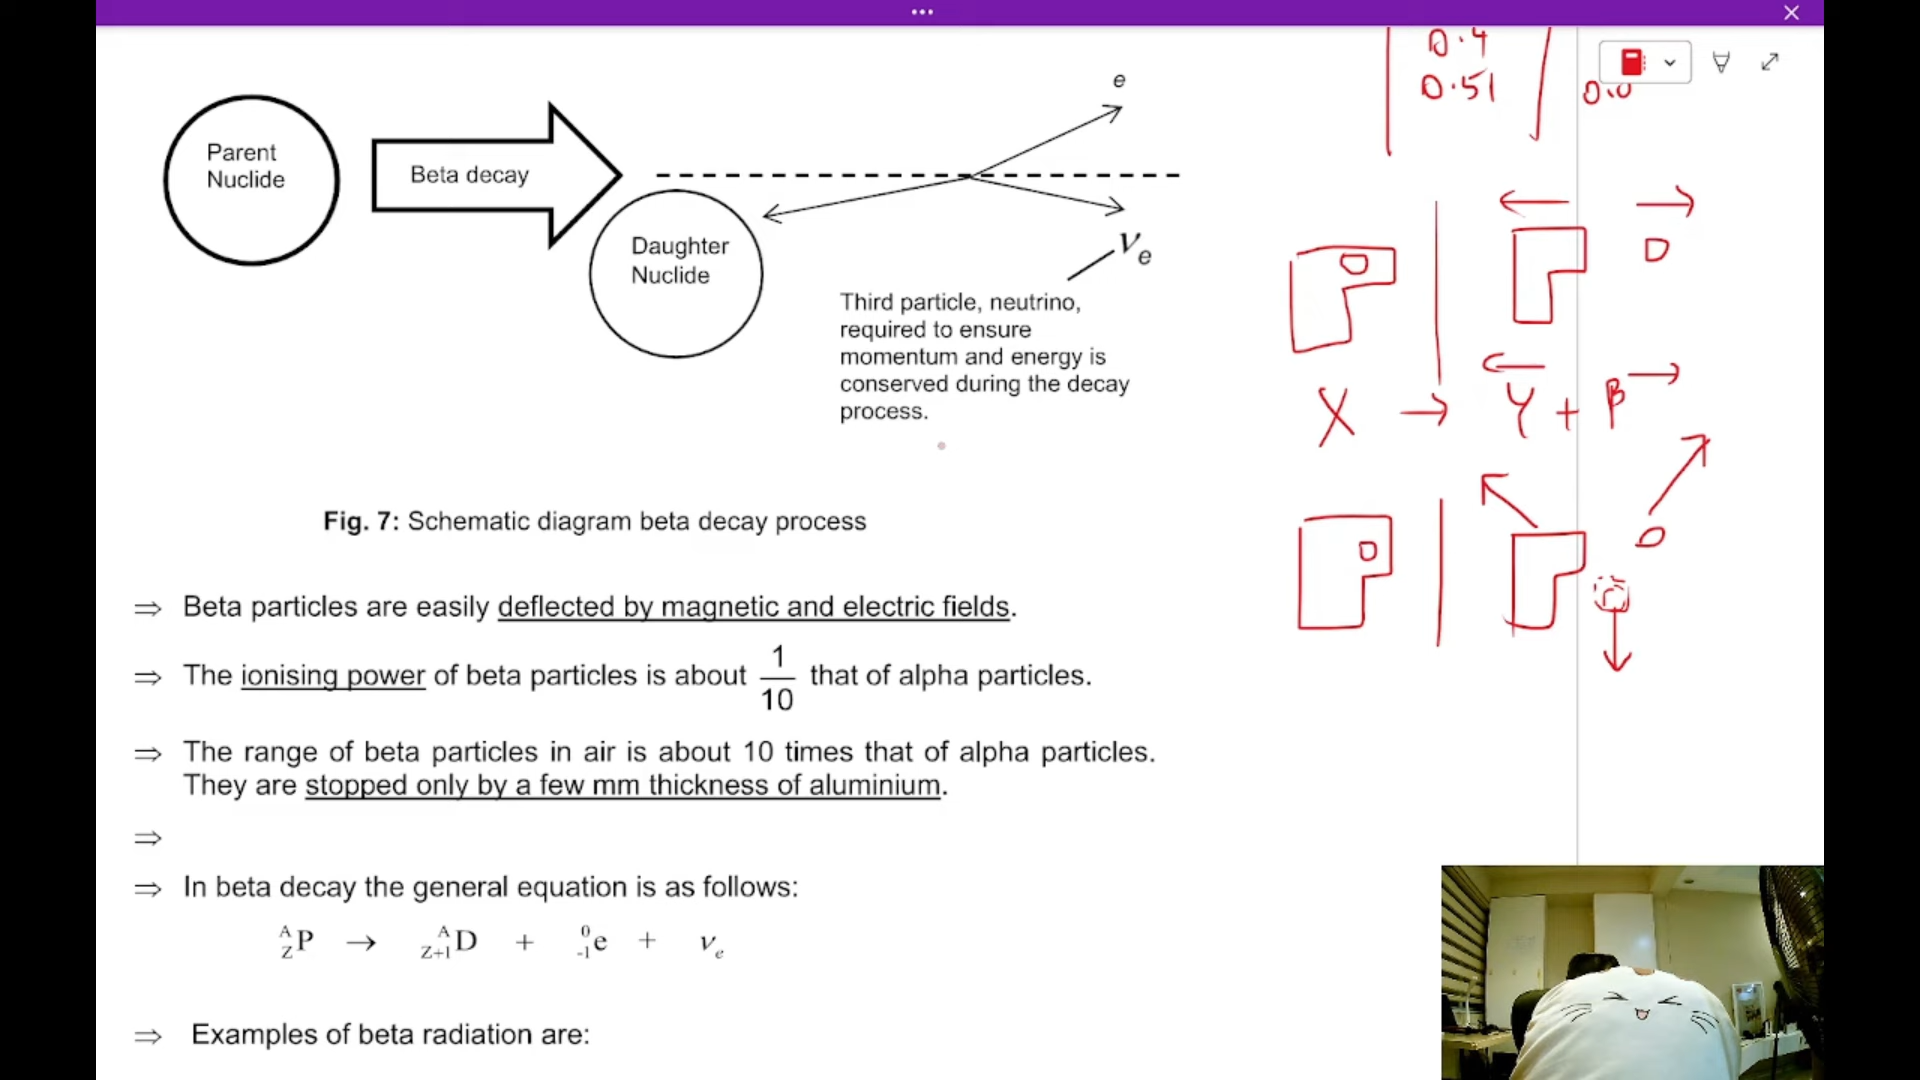 Parent
Nuclide
Beta decay
Daughter
Nuclide
e
νe
Third particle, neutrino,
required to ensure
momentum and energy is
conserved during the decay
process.
Fig. 7: Schematic diagram beta decay process
⇒ Beta particles are easily deflected by magnetic and electric fields.
⇒ The ionising power of beta particles is about 1/10 that of alpha particles.
⇒ The range of beta particles in air is about 10 times that of alpha particles.
They are stopped only by a few mm thickness of aluminium.
⇒
⇒ In beta decay the general equation is as follows:
A Z P → A Z+1 D + 0 -1 e + νe
⇒ Examples of beta radiation are:
0.4
0.51
X → Y + β